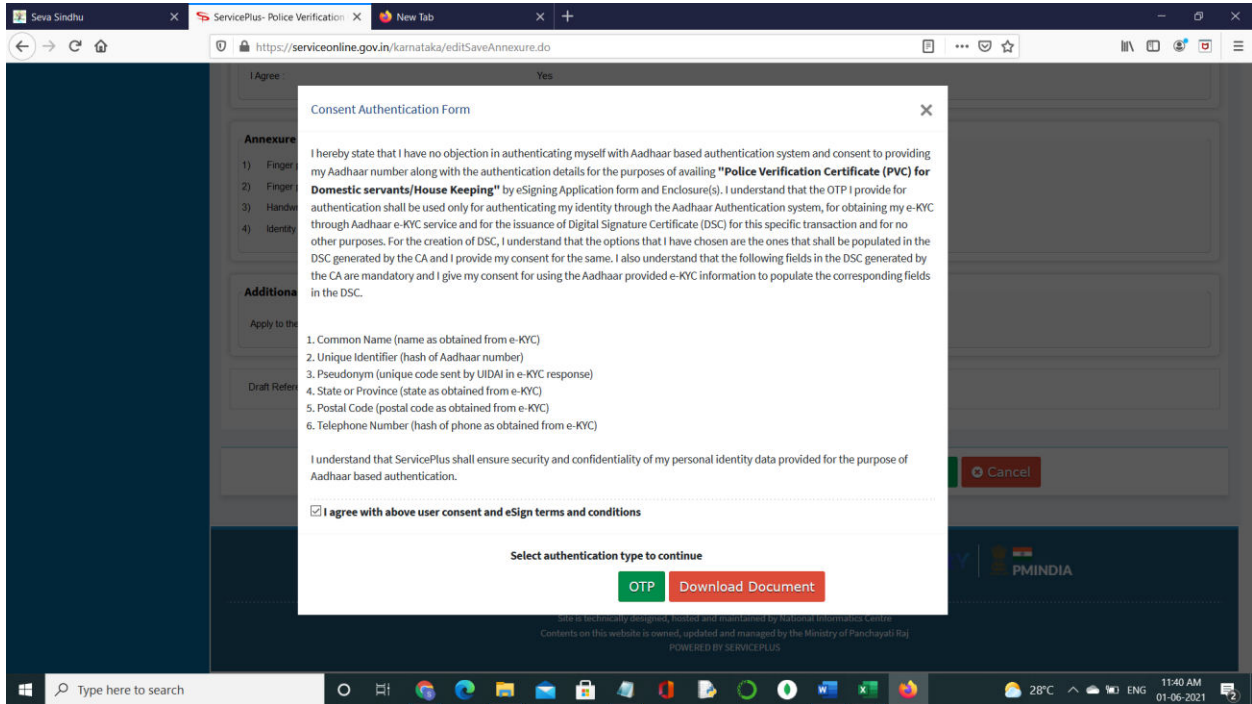 Seva Sindhu
ServicePlus- Police Verification
New Tab
https://serviceonline.gov.in/karnataka/editSaveAnnexure.do
I Agree :
Yes
Consent Authentication Form
Annexure
1) Finger
2) Finger
3) Handw
4) Identity
I hereby state that I have no objection in authenticating myself with Aadhaar based authentication system and consent to providing
my Aadhaar number along with the authentication details for the purposes of availing "Police Verification Certificate (PVC) for
Domestic servants/House Keeping" by eSigning Application form and Enclosure(s). I understand that the OTP I provide for
authentication shall be used only for authenticating my identity through the Aadhaar Authentication system, for obtaining my e-KYC
through Aadhaar e-KYC service and for the issuance of Digital Signature Certificate (DSC) for this specific transaction and for no
other purposes. For the creation of DSC, I understand that the options that I have chosen are the ones that shall be populated in the
DSC generated by the CA and I provide my consent for the same. I also understand that the following fields in the DSC generated by
the CA are mandatory and I give my consent for using the Aadhaar provided e-KYC information to populate the corresponding fields
in the DSC.
Additiona
Apply to the
Draft Refere
1. Common Name (name as obtained from e-KYC)
2. Unique Identifier (hash of Aadhaar number)
3. Pseudonym (unique code sent by UIDAI in e-KYC response)
4. State or Province (state as obtained from e-KYC)
5. Postal Code (postal code as obtained from e-KYC)
6. Telephone Number (hash of phone as obtained from e-KYC)
I understand that ServicePlus shall ensure security and confidentiality of my personal identity data provided for the purpose of
Aadhaar based authentication.
Cancel
I agree with above user consent and eSign terms and conditions
Select authentication type to continue
OTP
Download Document
PMINDIA
Site is technically designed, hosted and maintained by National Informatics Centre
Contents on this website is owned, updated and managed by the Ministry of Panchayati Raj
POWERED BY SERVICEPLUS
Type here to search
28°C
ENG
11:40 AM
01-06-2021
2